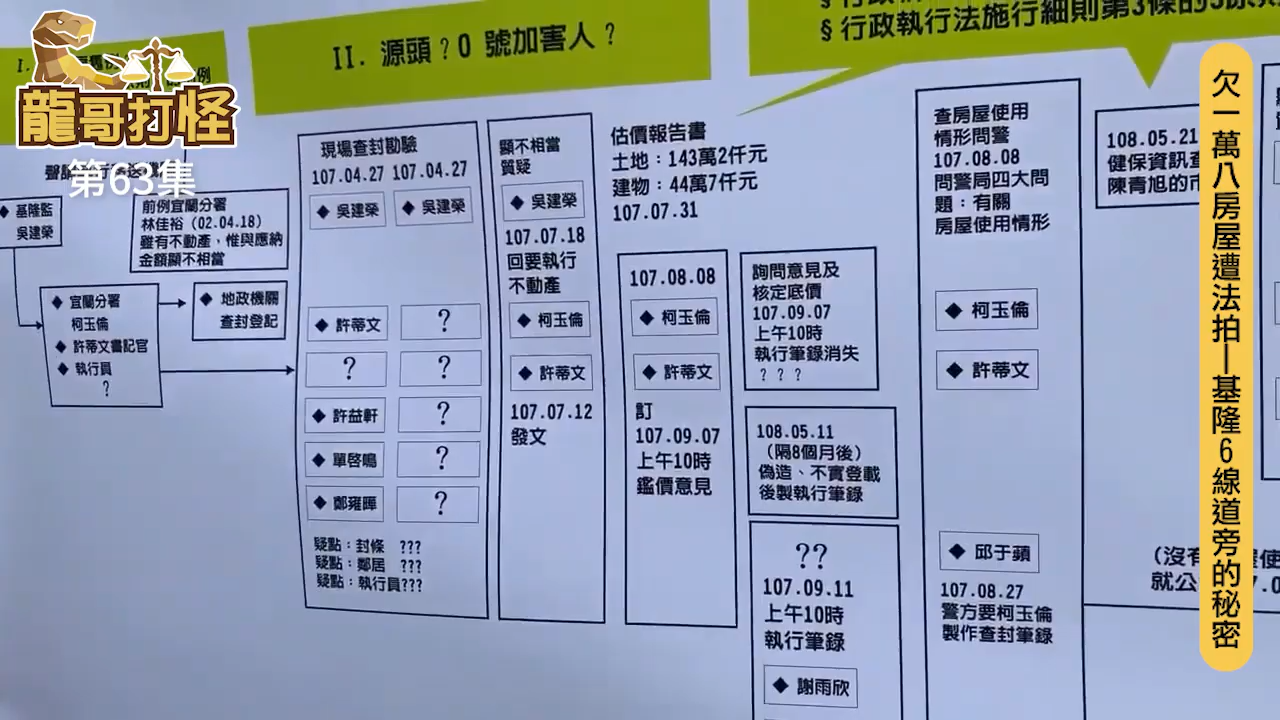 龍哥打怪
第63集
欠一萬八房屋遭法拍—基隆6線道旁的秘密
I.
II. 源頭？0 號加害人？
§行政執行法施行細則第3條的3原則
◆ 基隆監
吳建榮
前例宜蘭分署
林佳裕（02.04.18）
雖有不動產，惟與應納
金額顯不相當
◆ 宜蘭分署
柯玉倫
◆ 許蒂文書記官
◆ 執行員
？
◆ 地政機關
查封登記
現場查封勘驗
107.04.27 107.04.27
◆ 吳建榮 ◆ 吳建榮
◆ 許蒂文 ？
？ ？
◆ 許益軒 ？
◆ 單啓鳴 ？
◆ 鄭雍暉 ？
疑點：封條 ???
疑點：鄰居 ???
疑點：執行員???
顯不相當
質疑
◆ 吳建榮
107.07.18
回要執行
不動產
◆ 柯玉倫
◆ 許蒂文
107.07.12
發文
估價報告書
土地：143萬2仟元
建物：44萬7仟元
107.07.31
107.08.08
◆ 柯玉倫
◆ 許蒂文
訂
107.09.07
上午10時
鑑價意見
詢問意見及
核定底價
107.09.07
上午10時
執行筆錄消失
？？？
108.05.11
（隔8個月後）
偽造、不實登載
後製執行筆錄
??
107.09.11
上午10時
執行筆錄
◆ 謝雨欣
查房屋使用
情形問警
107.08.08
問警局四大問
題：有關
房屋使用情形
◆ 柯玉倫
◆ 許蒂文
◆ 邱于蘋
107.08.27
警方要柯玉倫
製作查封筆錄
108.05.21
健保資訊查
陳青旭的市
（沒有 屋使
就公 7.0